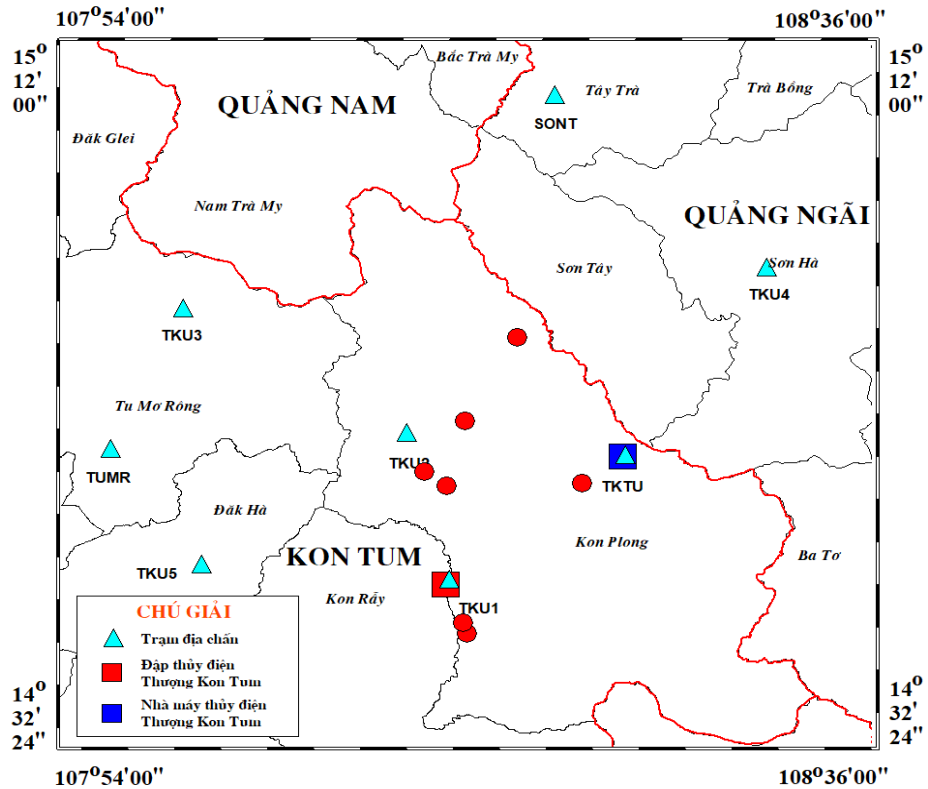 107°54'00"
108°36'00"
15°
12'
00"
15°
12'
00"
Bắc Trà My
Tây Trà
Trà Bồng
QUẢNG NAM
SONT
Đăk Glei
Nam Trà My
QUẢNG NGÃI
Sơn Tây
Sơn Hà
TKU4
TKU3
Tu Mơ Rông
TUMR
TKU2
TKTU
Đăk Hà
Kon Plong
KON TUM
Ba Tơ
TKU5
Kon Rẫy
TKU1
CHÚ GIẢI
Trạm địa chấn
Đập thủy điện
Thượng Kon Tum
Nhà máy thủy điện
Thượng Kon Tum
14°
32'
24"
14°
32'
24"
107°54'00"
108°36'00"